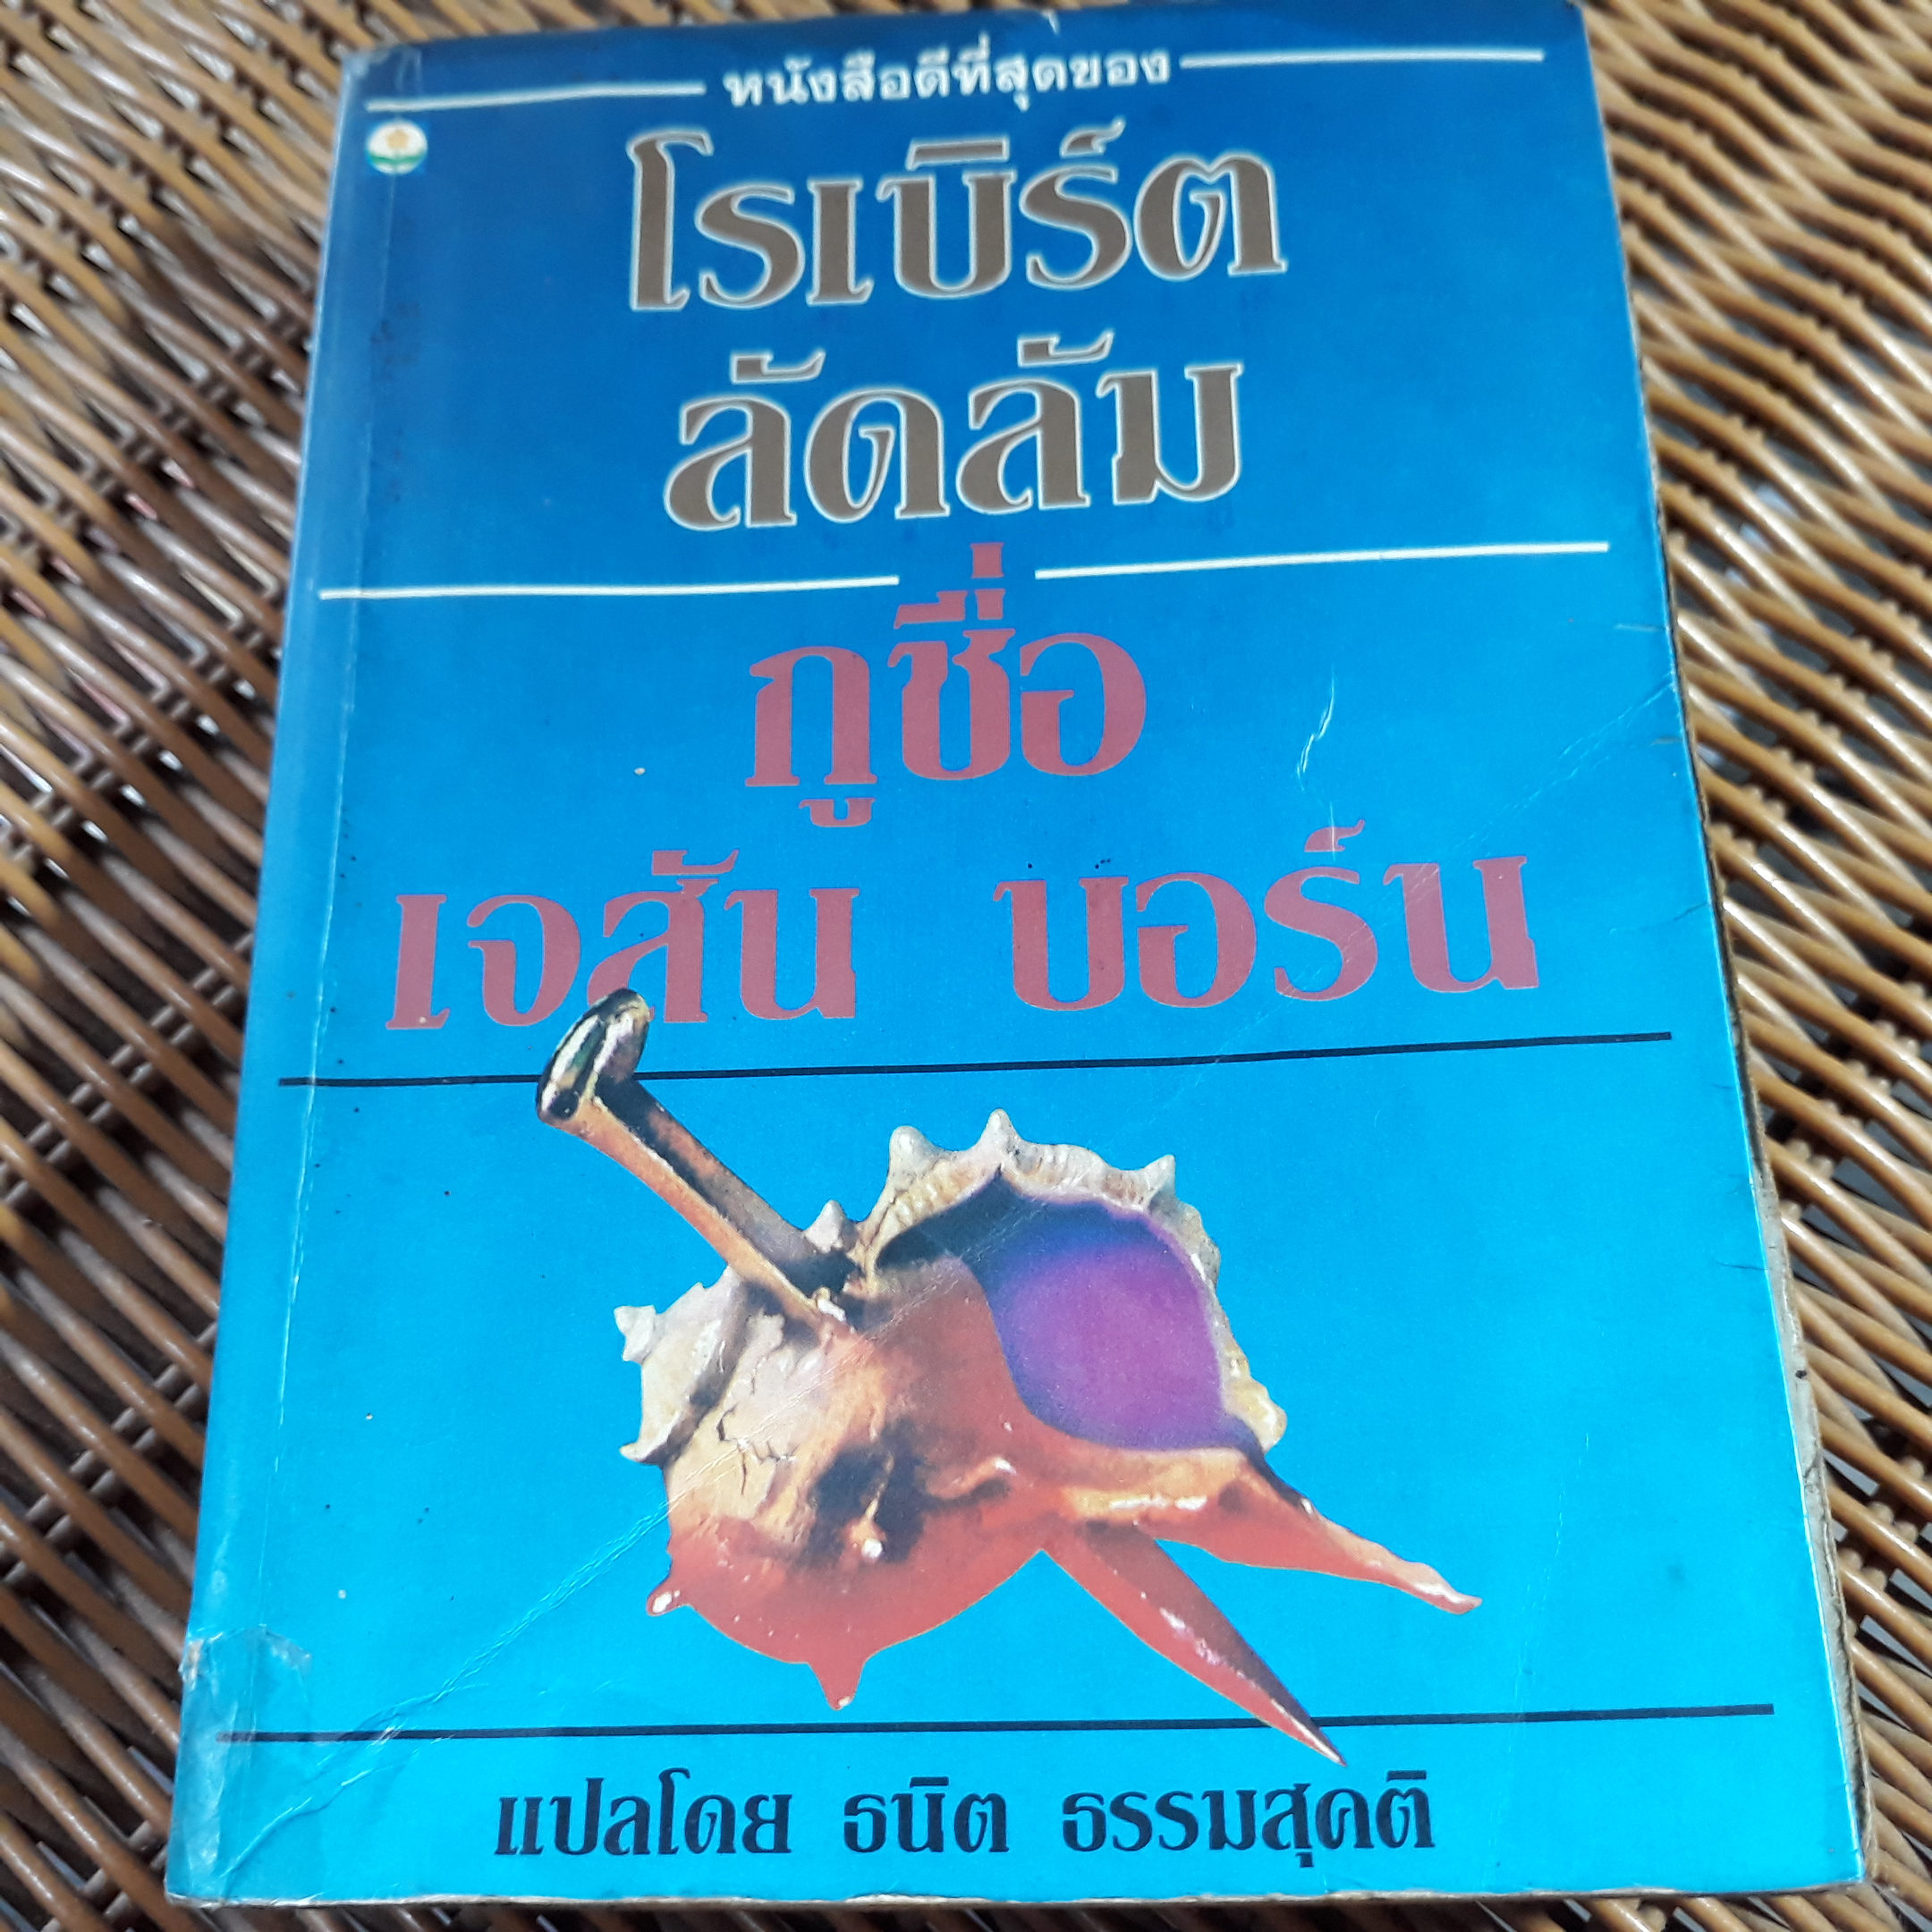 หนังสือดีที่สุดของ
โรเบิร์ต
ลัดลัม
กูชื่อ
เจสัน บอร์น
แปลโดย ธนิต ธรรมสุคติ